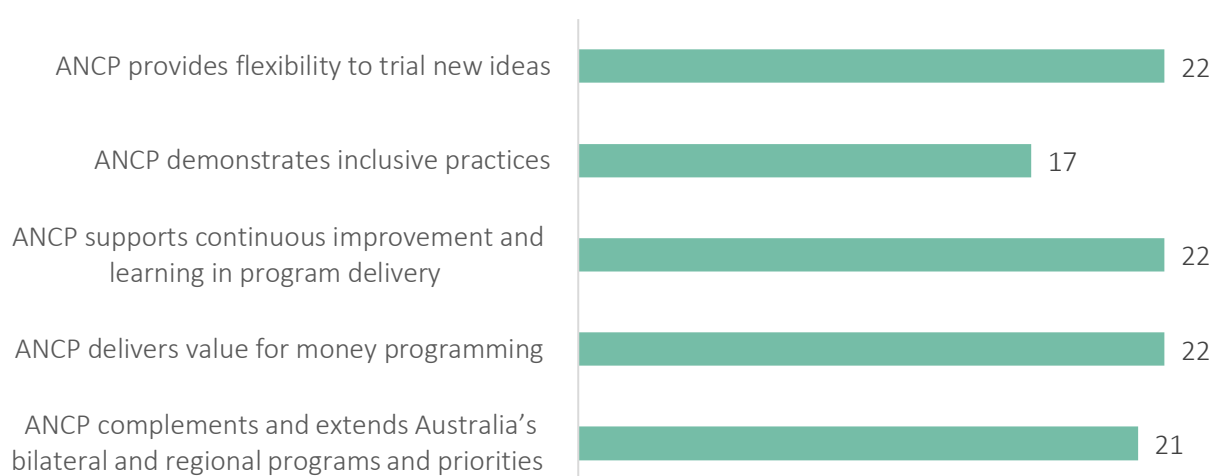 ANCP provides flexibility to trial new ideas
22
ANCP demonstrates inclusive practices
17
ANCP supports continuous improvement and
learning in program delivery
22
ANCP delivers value for money programming
22
ANCP complements and extends Australia’s
bilateral and regional programs and priorities
21